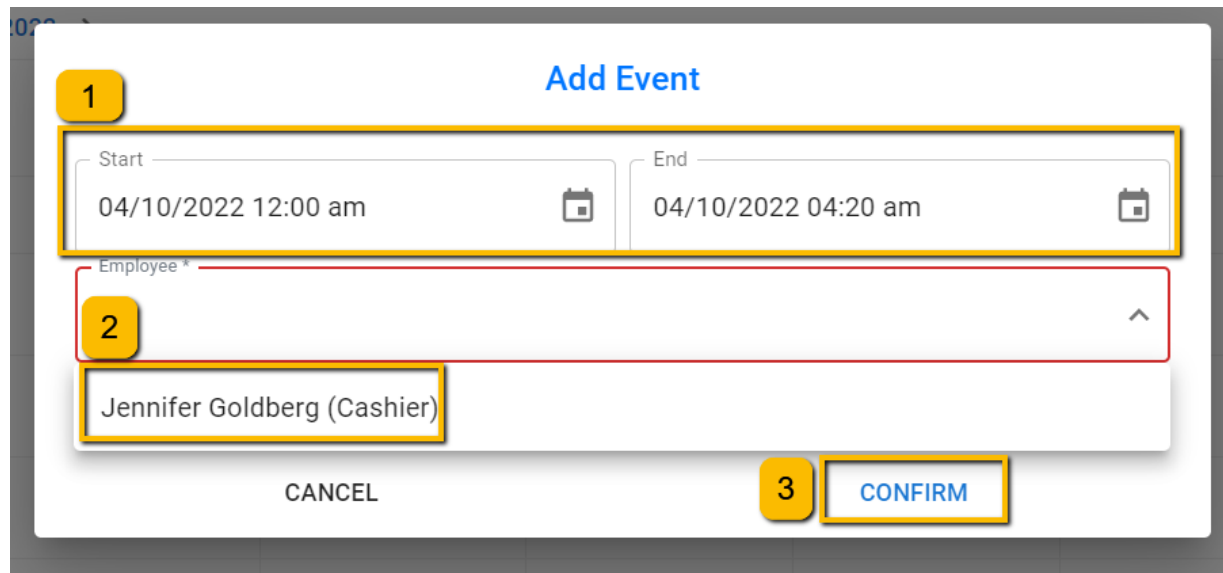 2022
Add Event
1
Start
End
04/10/2022 12:00 am
04/10/2022 04:20 am
Employee *
2
Jennifer Goldberg (Cashier)
CANCEL
3
CONFIRM